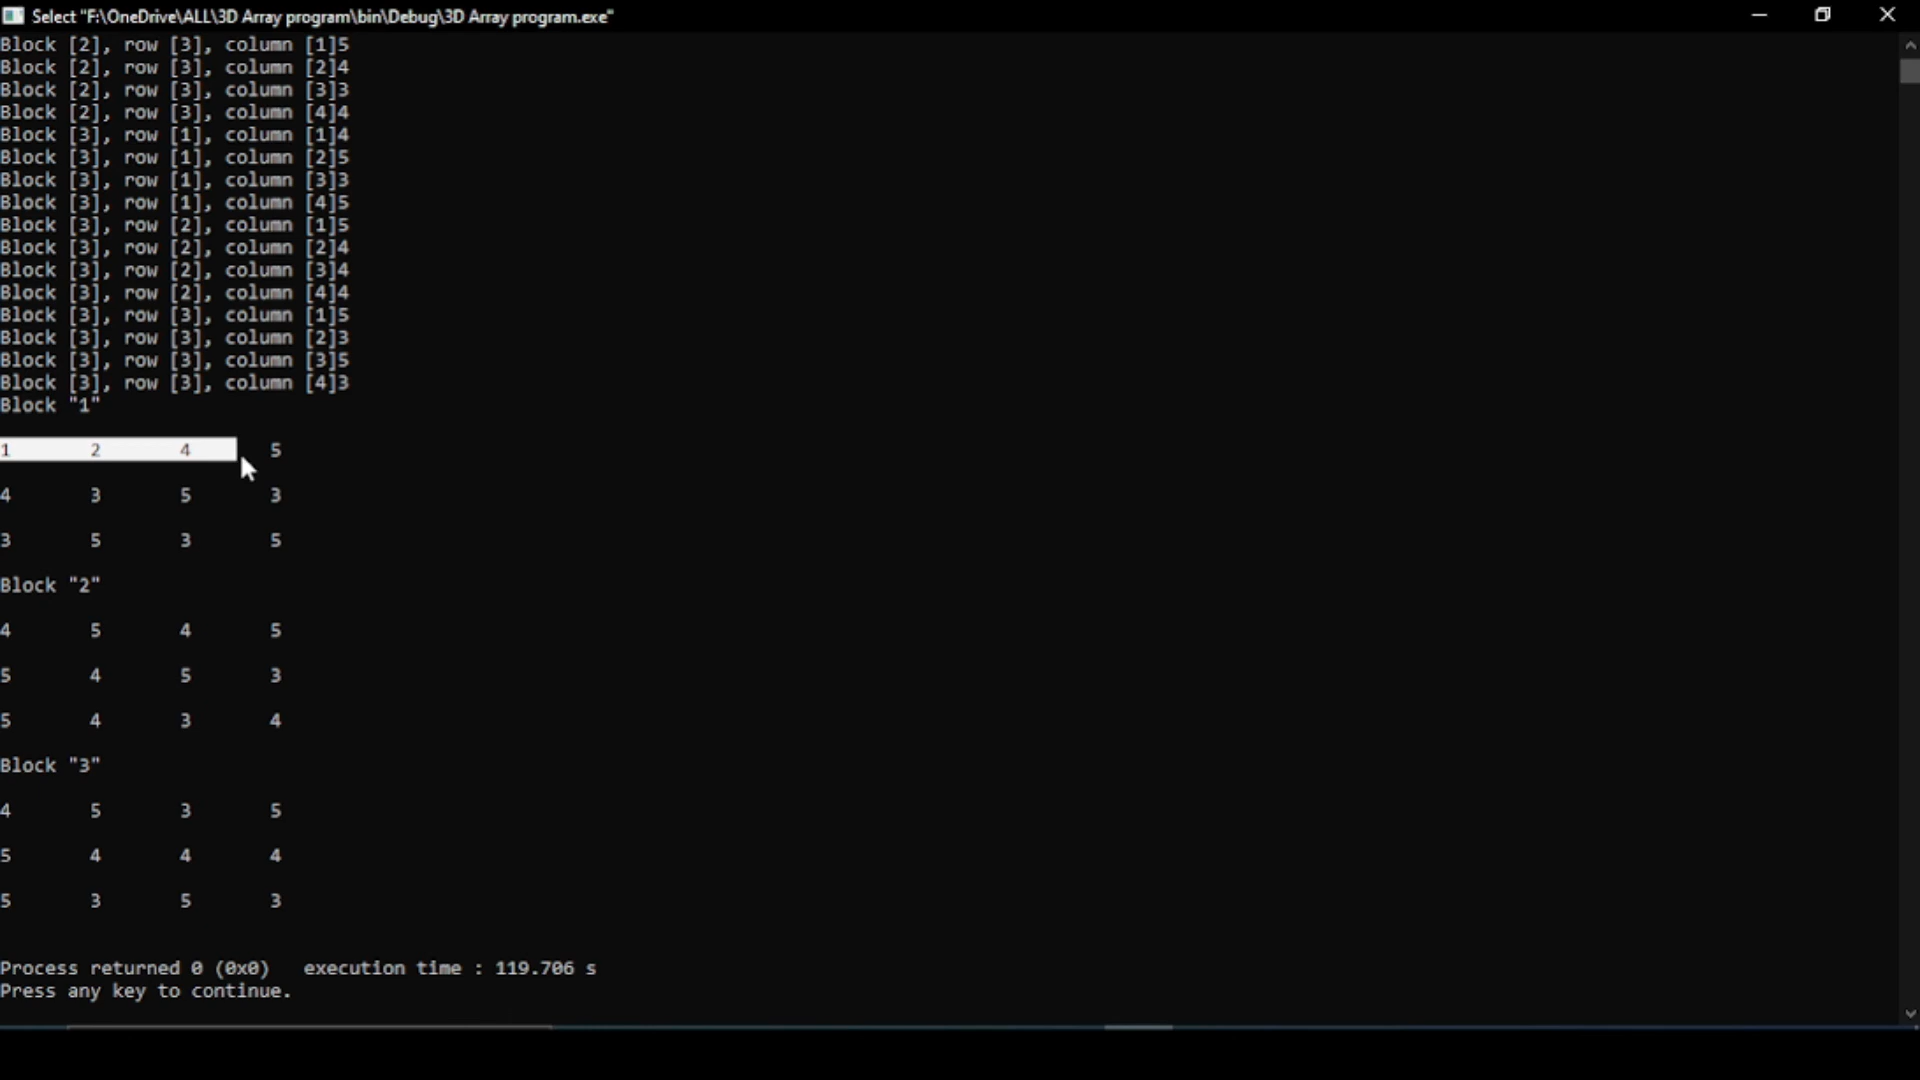 Select "F:\OneDrive\ALL\3D Array program\bin\Debug\3D Array program.exe"
Block [2], row [3], column [1]5
Block [2], row [3], column [2]4
Block [2], row [3], column [3]3
Block [2], row [3], column [4]4
Block [3], row [1], column [1]4
Block [3], row [1], column [2]5
Block [3], row [1], column [3]3
Block [3], row [1], column [4]5
Block [3], row [2], column [1]5
Block [3], row [2], column [2]4
Block [3], row [2], column [3]4
Block [3], row [2], column [4]4
Block [3], row [3], column [1]5
Block [3], row [3], column [2]3
Block [3], row [3], column [3]5
Block [3], row [3], column [4]3
Block "1"
1 2 4 5
4 3 5 3
3 5 3 5
Block "2"
4 5 4 5
5 4 5 3
5 4 3 4
Block "3"
4 5 3 5
5 4 4 4
5 3 5 3
Process returned 0 (0x0) execution time : 119.706 s
Press any key to continue.